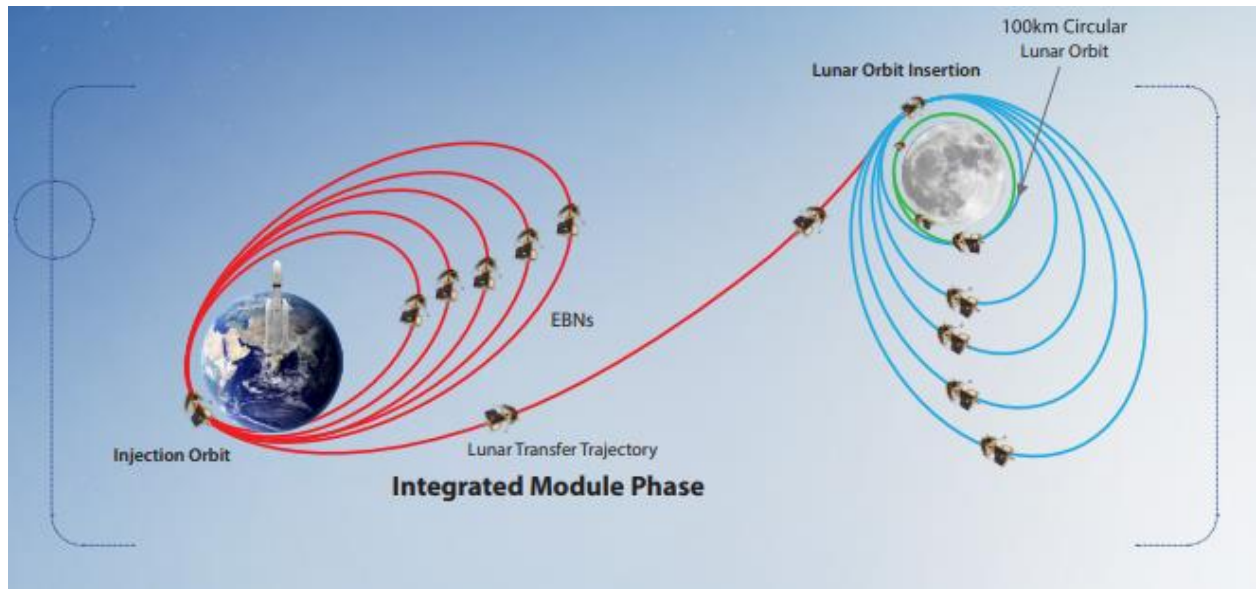 100km Circular
Lunar Orbit
Lunar Orbit Insertion
EBNs
Injection Orbit
Lunar Transfer Trajectory
Integrated Module Phase